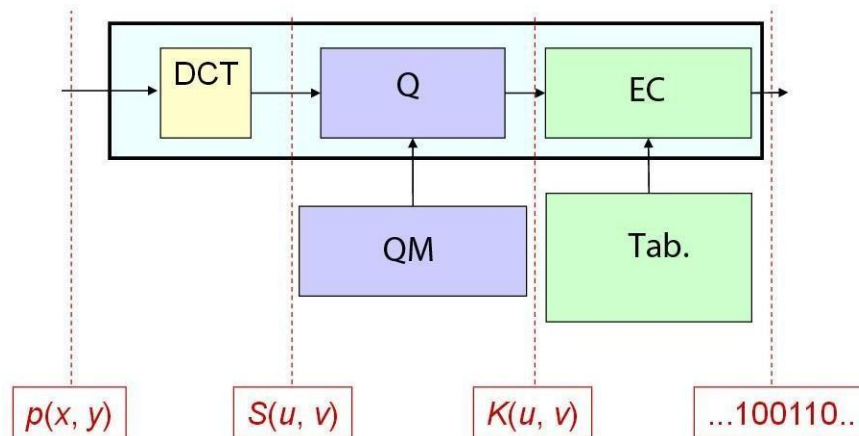 DCT
Q
EC
QM
Tab.
p(x, y)
S(u, v)
K(u, v)
...100110..